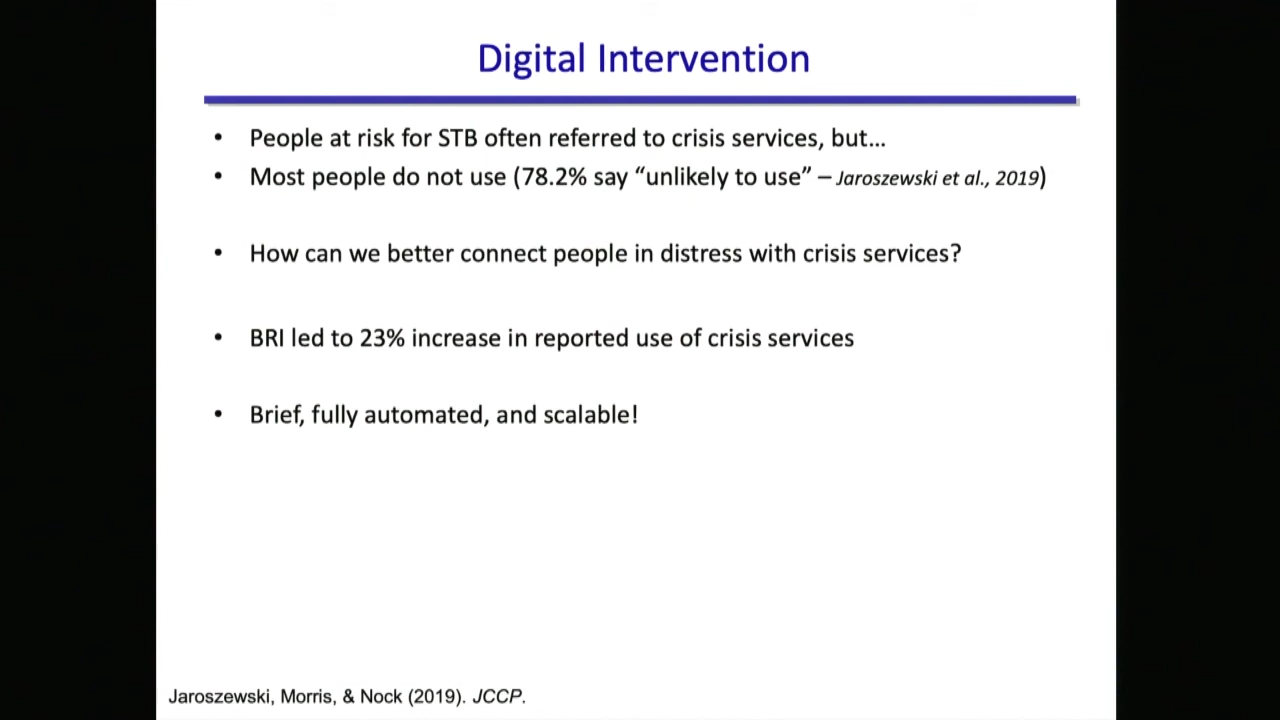 Digital Intervention
• People at risk for STB often referred to crisis services, but...
• Most people do not use (78.2% say “unlikely to use” – Jaroszewski et al., 2019)
• How can we better connect people in distress with crisis services?
• BRI led to 23% increase in reported use of crisis services
• Brief, fully automated, and scalable!
Jaroszewski, Morris, & Nock (2019). JCCP.